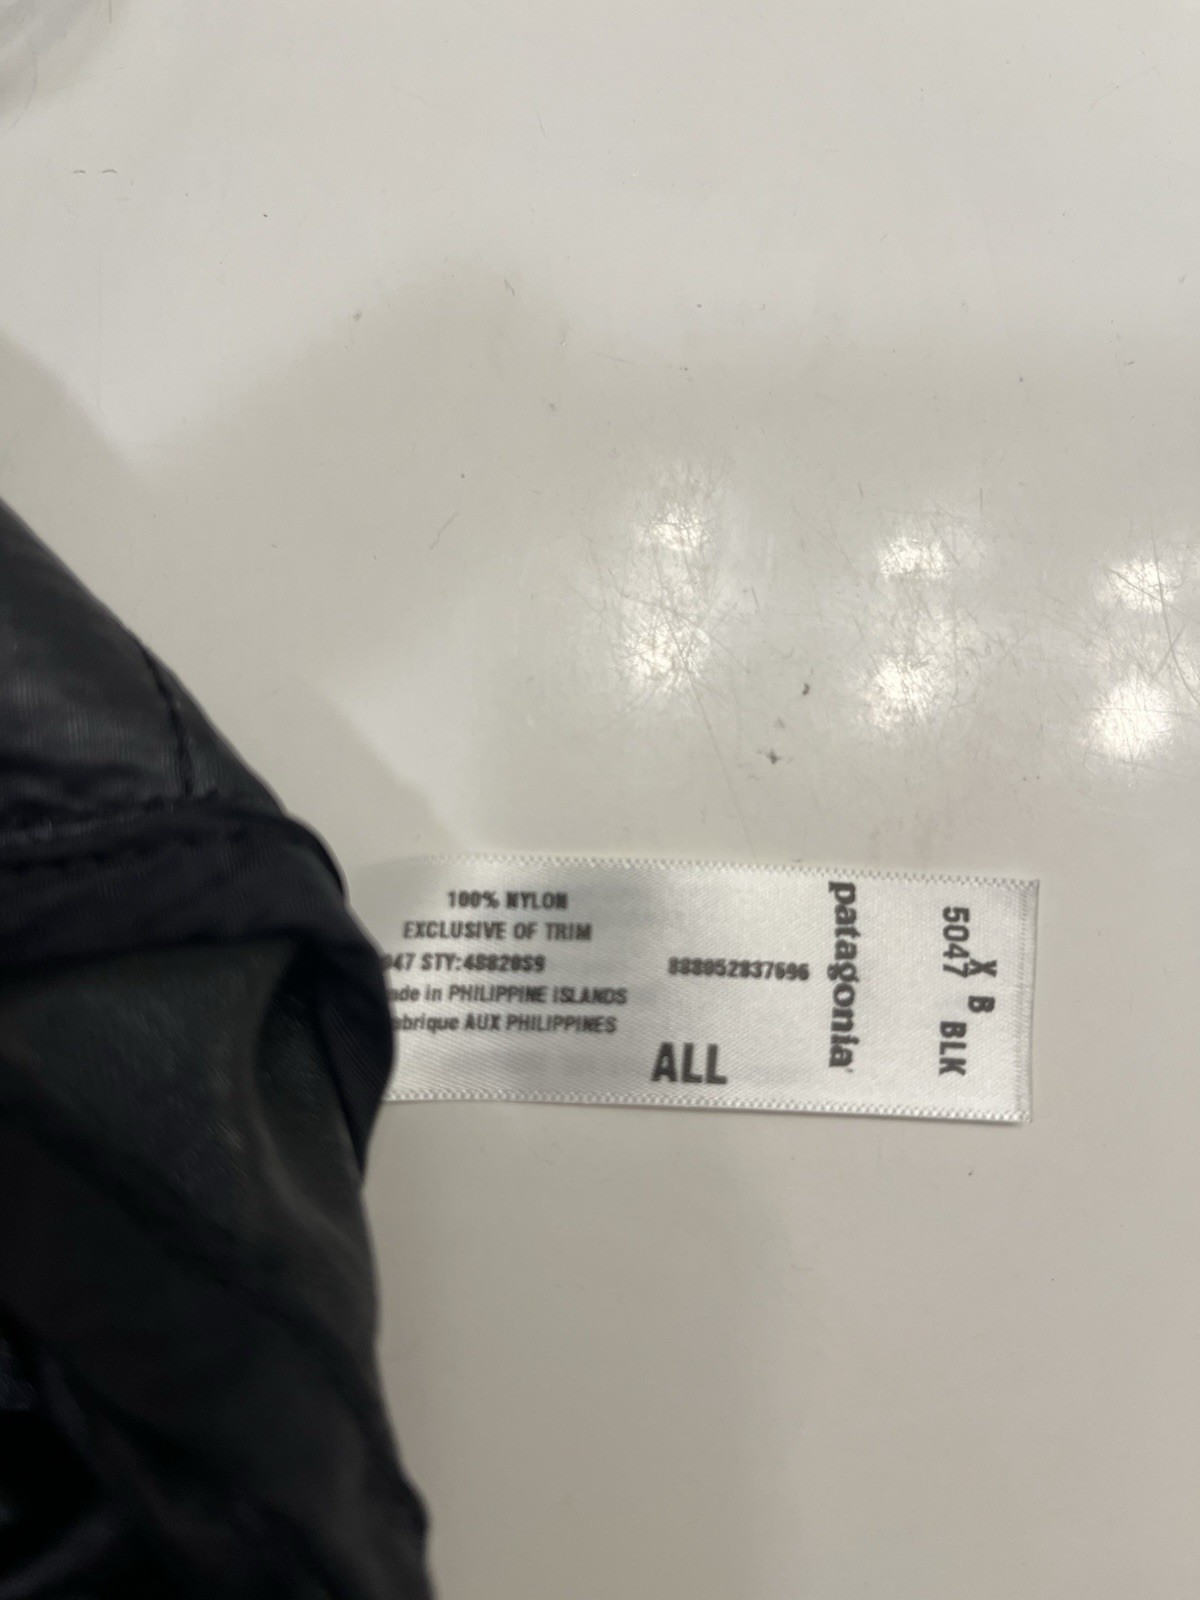 100% NYLON
EXCLUSIVE OF TRIM
47 STY:48820S9
ade in PHILIPPINE ISLANDS
abrique AUX PHILIPPINES
888052837696
ALL
patagonia
X B
5047 BLK